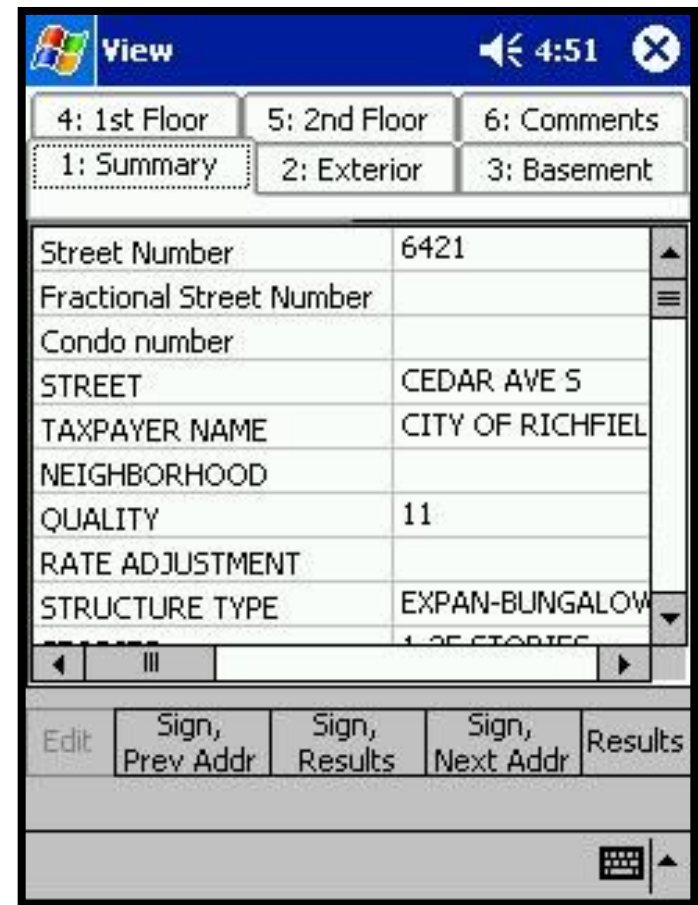 View 4:51
4: 1st Floor 5: 2nd Floor 6: Comments
1: Summary 2: Exterior 3: Basement
Street Number 6421
Fractional Street Number
Condo number
STREET CEDAR AVE S
TAXPAYER NAME CITY OF RICHFIEL
NEIGHBORHOOD
QUALITY 11
RATE ADJUSTMENT
STRUCTURE TYPE EXPAN-BUNGALOW
Edit Sign, Prev Addr Sign, Results Sign, Next Addr Results